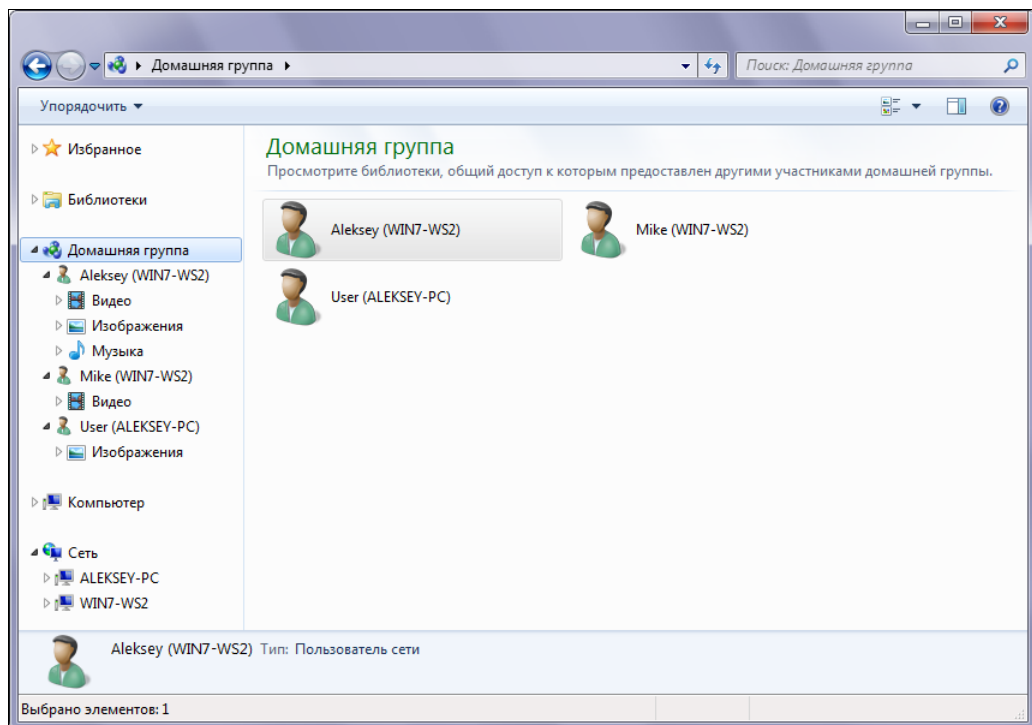 Домашняя группа
Поиск: Домашняя группа
Упорядочить
Избранное
Библиотеки
Домашняя группа
Aleksey (WIN7-WS2)
Видео
Изображения
Музыка
Mike (WIN7-WS2)
Видео
User (ALEKSEY-PC)
Изображения
Компьютер
Сеть
ALEKSEY-PC
WIN7-WS2
Домашняя группа
Просмотрите библиотеки, общий доступ к которым предоставлен другими участниками домашней группы.
Aleksey (WIN7-WS2)
Mike (WIN7-WS2)
User (ALEKSEY-PC)
Aleksey (WIN7-WS2) Тип: Пользователь сети
Выбрано элементов: 1